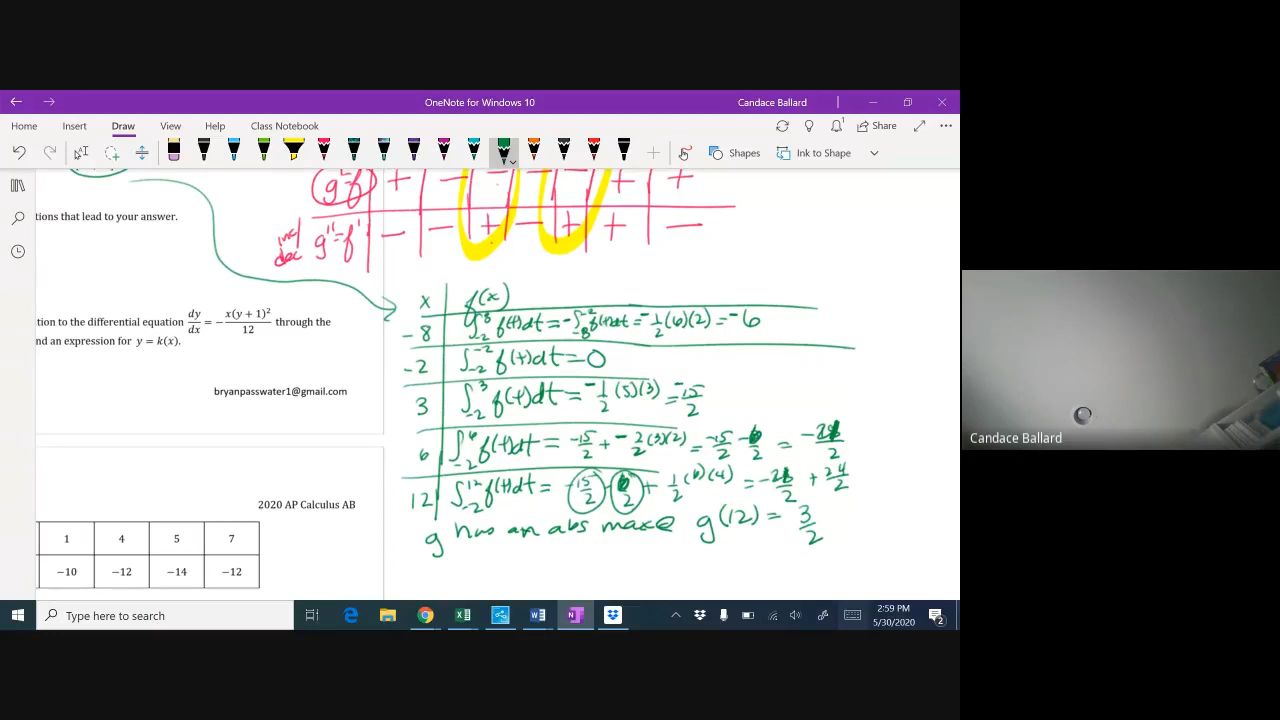 OneNote for Windows 10
Candace Ballard
Home Insert Draw View Help Class Notebook
Share
Shapes
Ink to Shape
g'=f + - - - - + +
inc/dec g''=f' - - + - + + -
tions that lead to your answer.
tion to the differential equation dy/dx = -x(y + 1)²/12 through the
nd an expression for y = k(x).
bryanpasswater1@gmail.com
2020 AP Calculus AB
1 4 5 7
−10 −12 −14 −12
x f(x)
-8 ∫_{-2}^{-8} f(t)dt = -∫_{-8}^{-2} f(t)dt = -1/2 (6)(2) = -6
-2 ∫_{-2}^{-2} f(t)dt = 0
3 ∫_{-2}^{3} f(t)dt = -1/2 (5)(3) = -15/2
6 ∫_{-2}^{6} f(t)dt = -15/2 + -2/2 (3)(2) = -15/2 - 6/2 = -21/2
12 ∫_{-2}^{12} f(t)dt = -15/2 - 6/2 + 1/2 (6)(4) = -21/2 + 24/2
g has an abs max @ g(12) = 3/2
Candace Ballard
Type here to search
2:59 PM
5/30/2020
2